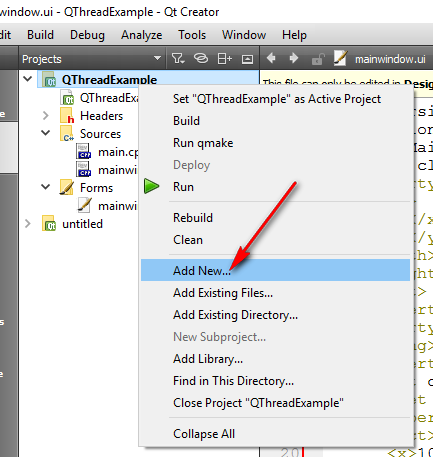 window.ui - QThreadExample - Qt Creator
dit Build Debug Analyze Tools Window Help
Projects
mainwindow.ui
QThreadExample
This file can only be edited in Desig
QThreadExa
Headers
Sources
main.cp
mainwi
Forms
mainwi
untitled
Set "QThreadExample" as Active Project
Build
Run qmake
Deploy
Run
Rebuild
Clean
Add New...
Add Existing Files...
Add Existing Directory...
New Subproject...
Add Library...
Find in This Directory...
Close Project "QThreadExample"
Collapse All
20
<x>10